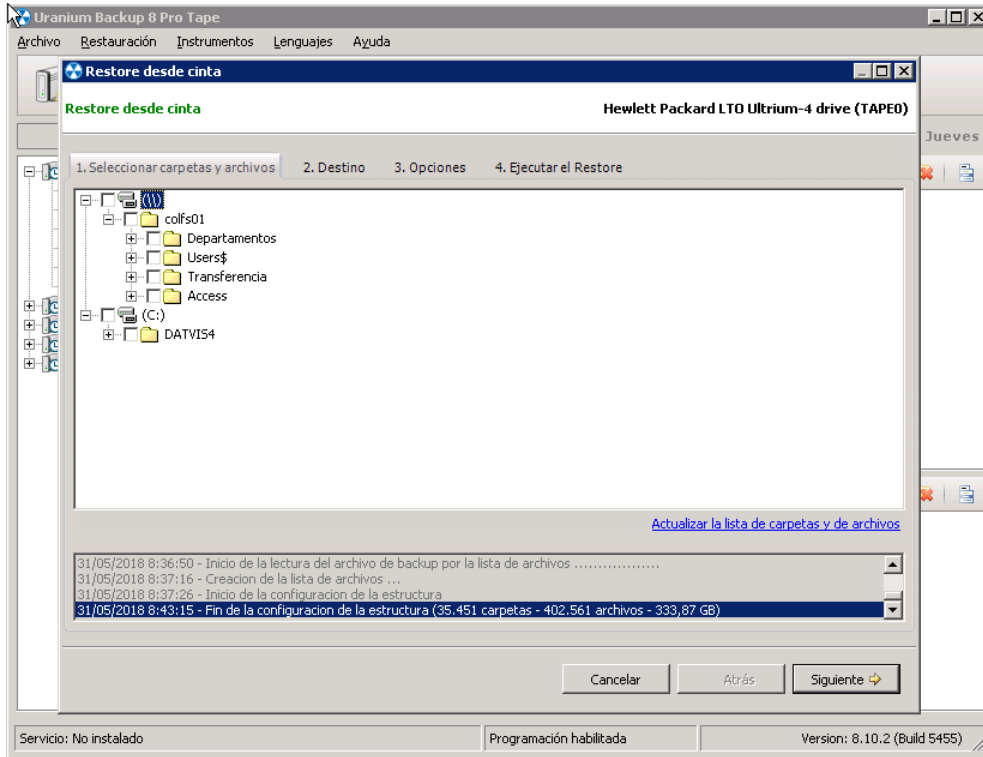 Uranium Backup 8 Pro Tape
Archivo Restauración Instrumentos Lenguajes Ayuda
Restore desde cinta
Restore desde cinta Hewlett Packard LTO Ultrium-4 drive (TAPE0)
Jueves
1. Seleccionar carpetas y archivos 2. Destino 3. Opciones 4. Ejecutar el Restore
(\\)
colfs01
Departamentos
Users$
Transferencia
Access
(C:)
DATVIS4
Actualizar la lista de carpetas y de archivos
31/05/2018 8:36:50 - Inicio de la lectura del archivo de backup por la lista de archivos ..................
31/05/2018 8:37:16 - Creacion de la lista de archivos ...
31/05/2018 8:37:26 - Inicio de la configuracion de la estructura
31/05/2018 8:43:15 - Fin de la configuracion de la estructura (35.451 carpetas - 402.561 archivos - 333,87 GB)
Cancelar Atrás Siguiente
Servicio: No instalado Programación habilitada Version: 8.10.2 (Build 5455)